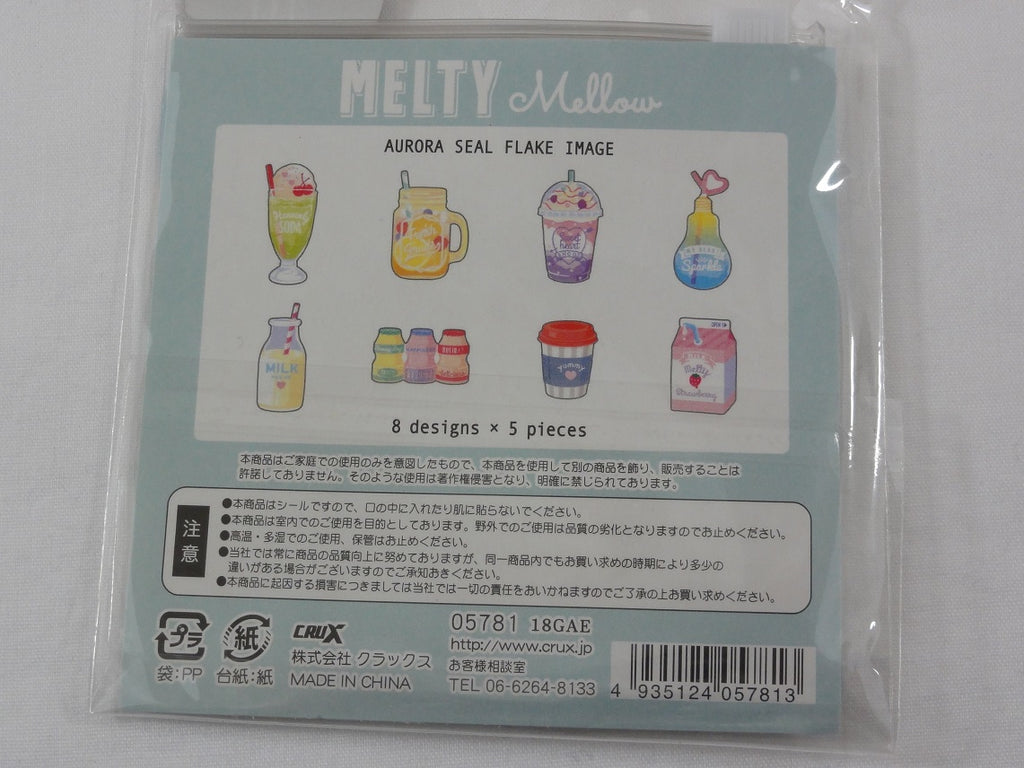 MELTY Mellow
AURORA SEAL FLAKE IMAGE
MILK
yummy
OPEN
Melty
Strawberry
8 designs × 5 pieces
本商品はご家庭での使用のみを意図したもので、本商品を使用して別の商品を飾り、販売することは
許諾しておりません。そのような使用は著作権侵害となり、明確に禁じられております。
注意
●本商品はシールですので、口の中に入れたり肌に貼らないでください。
●本商品は室内でのご使用を目的としております。野外でのご使用は品質の劣化となりますのでお止めください。
●高温・多湿でのご使用、保管はお止めください。
●当社では常に商品の品質向上に努めておりますが、同一商品内でもお買い求めの時期により多少の
違いがある場合がございますのでご承知おきください。
●本商品に起因する損害につきましては当社では一切の責任をおいかねますのでご了承の上お買い求めください。
プラ
袋:PP
紙
台紙:紙
CRUX
株式会社 クラックス
MADE IN CHINA
05781 18GAE
http://www.crux.jp
お客様相談室
TEL 06-6264-8133
4 935124 057813